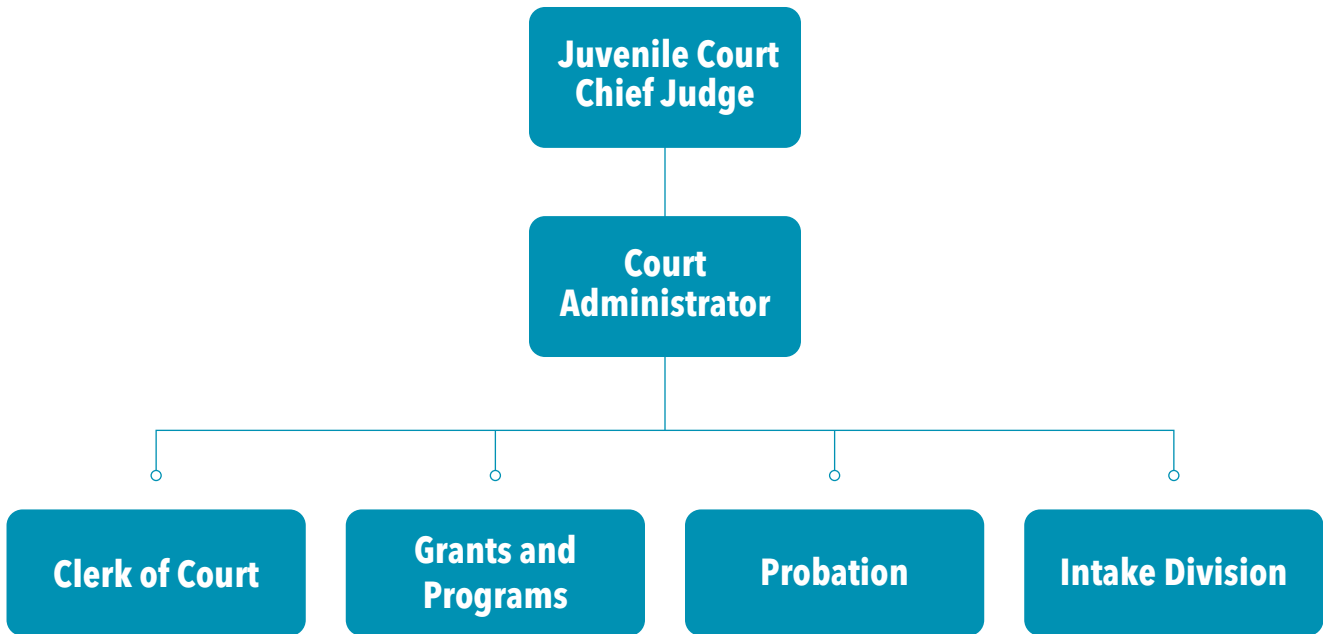 Juvenile Court
Chief Judge
Court
Administrator
Clerk of Court
Grants and
Programs
Probation
Intake Division